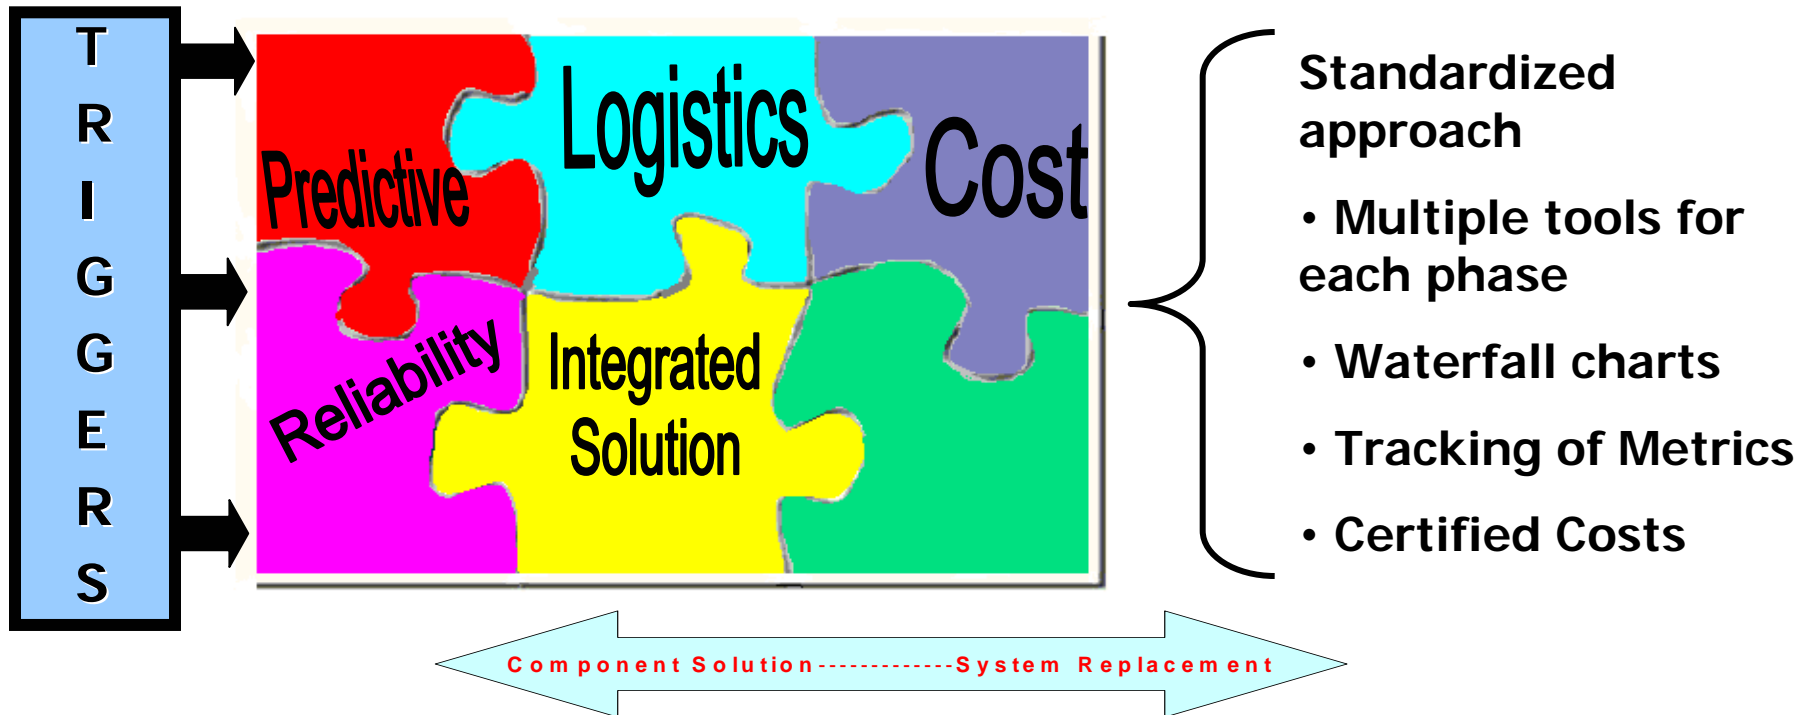 TRIGGERS
Predictive
Logistics
Cost
Reliability
Integrated
Solution
Standardized
approach
• Multiple tools for
each phase
• Waterfall charts
• Tracking of Metrics
• Certified Costs
Component Solution-------------System Replacement